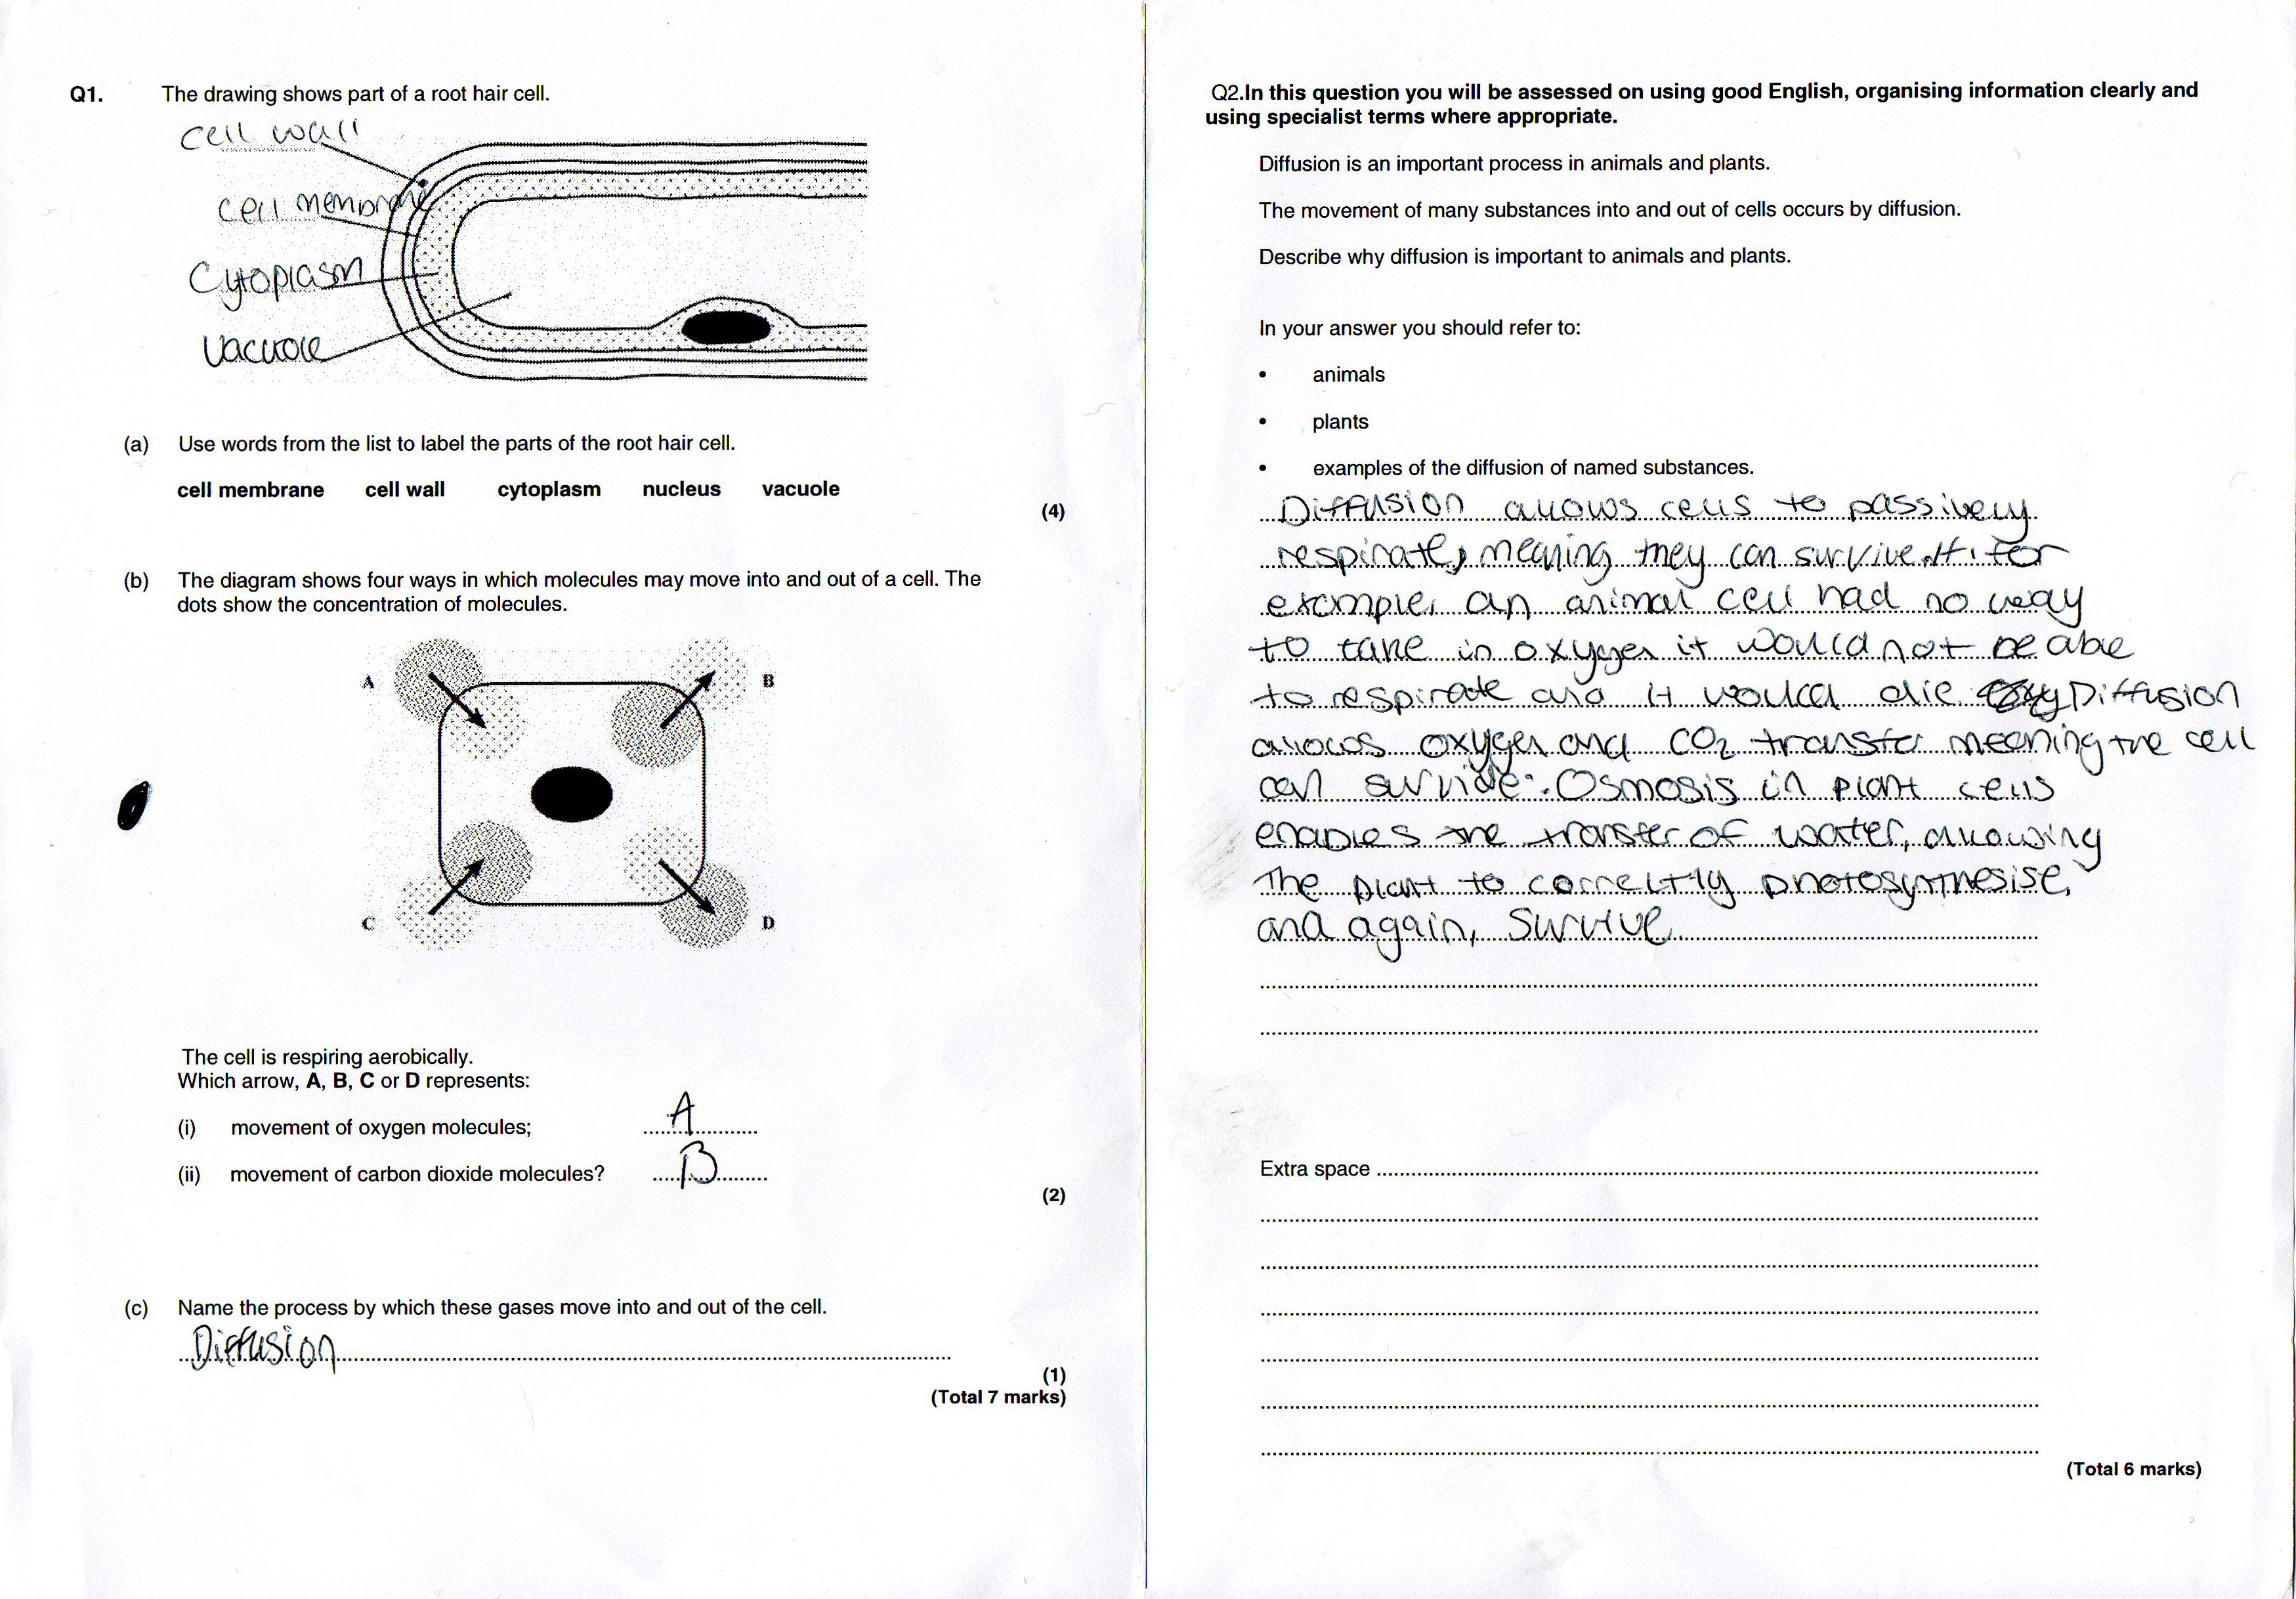 Q1. The drawing shows part of a root hair cell.
cell wall
cell membrane
Cytoplasm
Vacuole
(a) Use words from the list to label the parts of the root hair cell.
cell membrane cell wall cytoplasm nucleus vacuole
(4)
(b) The diagram shows four ways in which molecules may move into and out of a cell. The
dots show the concentration of molecules.
A B
C D
The cell is respiring aerobically.
Which arrow, A, B, C or D represents:
(i) movement of oxygen molecules; A
(ii) movement of carbon dioxide molecules? B
(2)
(c) Name the process by which these gases move into and out of the cell.
Diffusion
(1)
(Total 7 marks)
Q2.In this question you will be assessed on using good English, organising information clearly and
using specialist terms where appropriate.
Diffusion is an important process in animals and plants.
The movement of many substances into and out of cells occurs by diffusion.
Describe why diffusion is important to animals and plants.
In your answer you should refer to:
• animals
• plants
• examples of the diffusion of named substances.
Diffusion allows cells to passively
respirate, meaning they can survive. If, for
example, an animal cell had no way
to take in oxygen it would not be able
to respirate and it would die. Diffusion
allows oxygen and CO2 transfer meaning the cell
can survive. Osmosis in plant cells
enables the transfer of water, allowing
the plant to correctly photosynthesise,
and again, survive.
Extra space
(Total 6 marks)